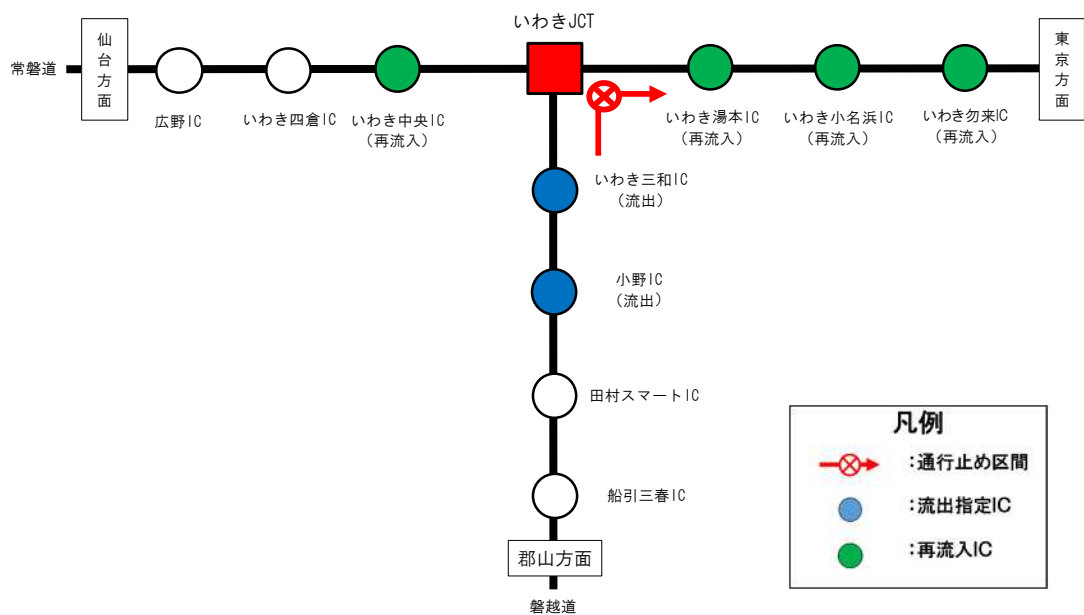 いわきJCT
常磐道
仙台方面
広野IC
いわき四倉IC
いわき中央IC
(再流入)
いわき湯本IC
(再流入)
いわき小名浜IC
(再流入)
いわき勿来IC
(再流入)
東京方面
いわき三和IC
(流出)
小野IC
(流出)
田村スマートIC
船引三春IC
郡山方面
磐越道
凡例
:通行止め区間
:流出指定IC
:再流入IC